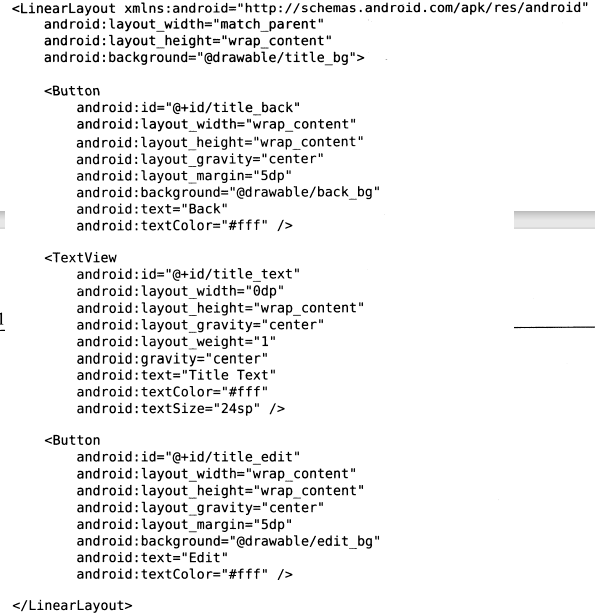 <LinearLayout xmlns:android="http://schemas.android.com/apk/res/android"
    android:layout_width="match_parent"
    android:layout_height="wrap_content"
    android:background="@drawable/title_bg">

    <Button
        android:id="@+id/title_back"
        android:layout_width="wrap_content"
        android:layout_height="wrap_content"
        android:layout_gravity="center"
        android:layout_margin="5dp"
        android:background="@drawable/back_bg"
        android:text="Back"
        android:textColor="#fff" />

    <TextView
        android:id="@+id/title_text"
        android:layout_width="0dp"
        android:layout_height="wrap_content"
1
        android:layout_gravity="center"
        android:layout_weight="1"
        android:gravity="center"
        android:text="Title Text"
        android:textColor="#fff"
        android:textSize="24sp" />

    <Button
        android:id="@+id/title_edit"
        android:layout_width="wrap_content"
        android:layout_height="wrap_content"
        android:layout_gravity="center"
        android:layout_margin="5dp"
        android:background="@drawable/edit_bg"
        android:text="Edit"
        android:textColor="#fff" />

</LinearLayout>